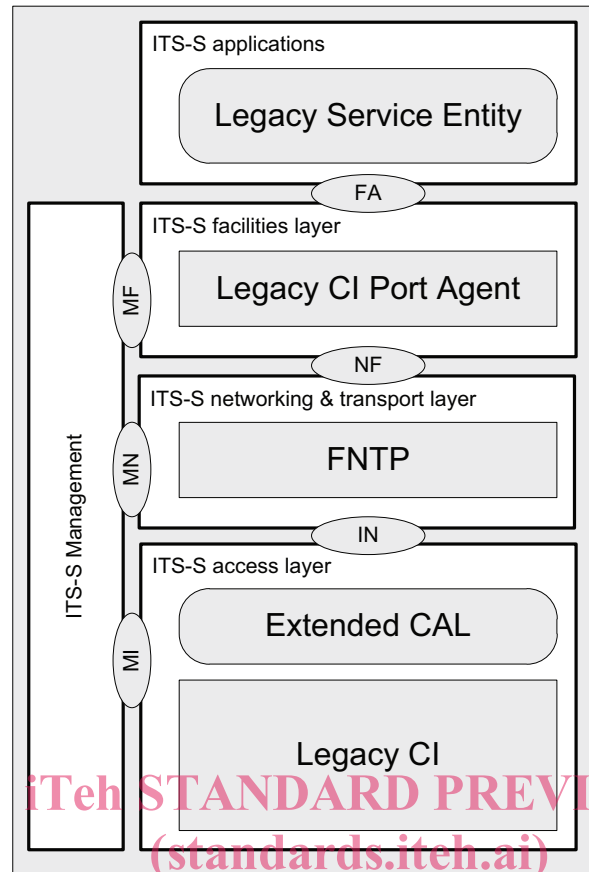 ITS-S applications
Legacy Service Entity
FA
ITS-S facilities layer
MF
Legacy CI Port Agent
NF
ITS-S networking & transport layer
MN
FNTP
IN
ITS-S Management
ITS-S access layer
Extended CAL
MI
Legacy CI
iTeh STANDARD PREVI
(standards.iteh.ai)